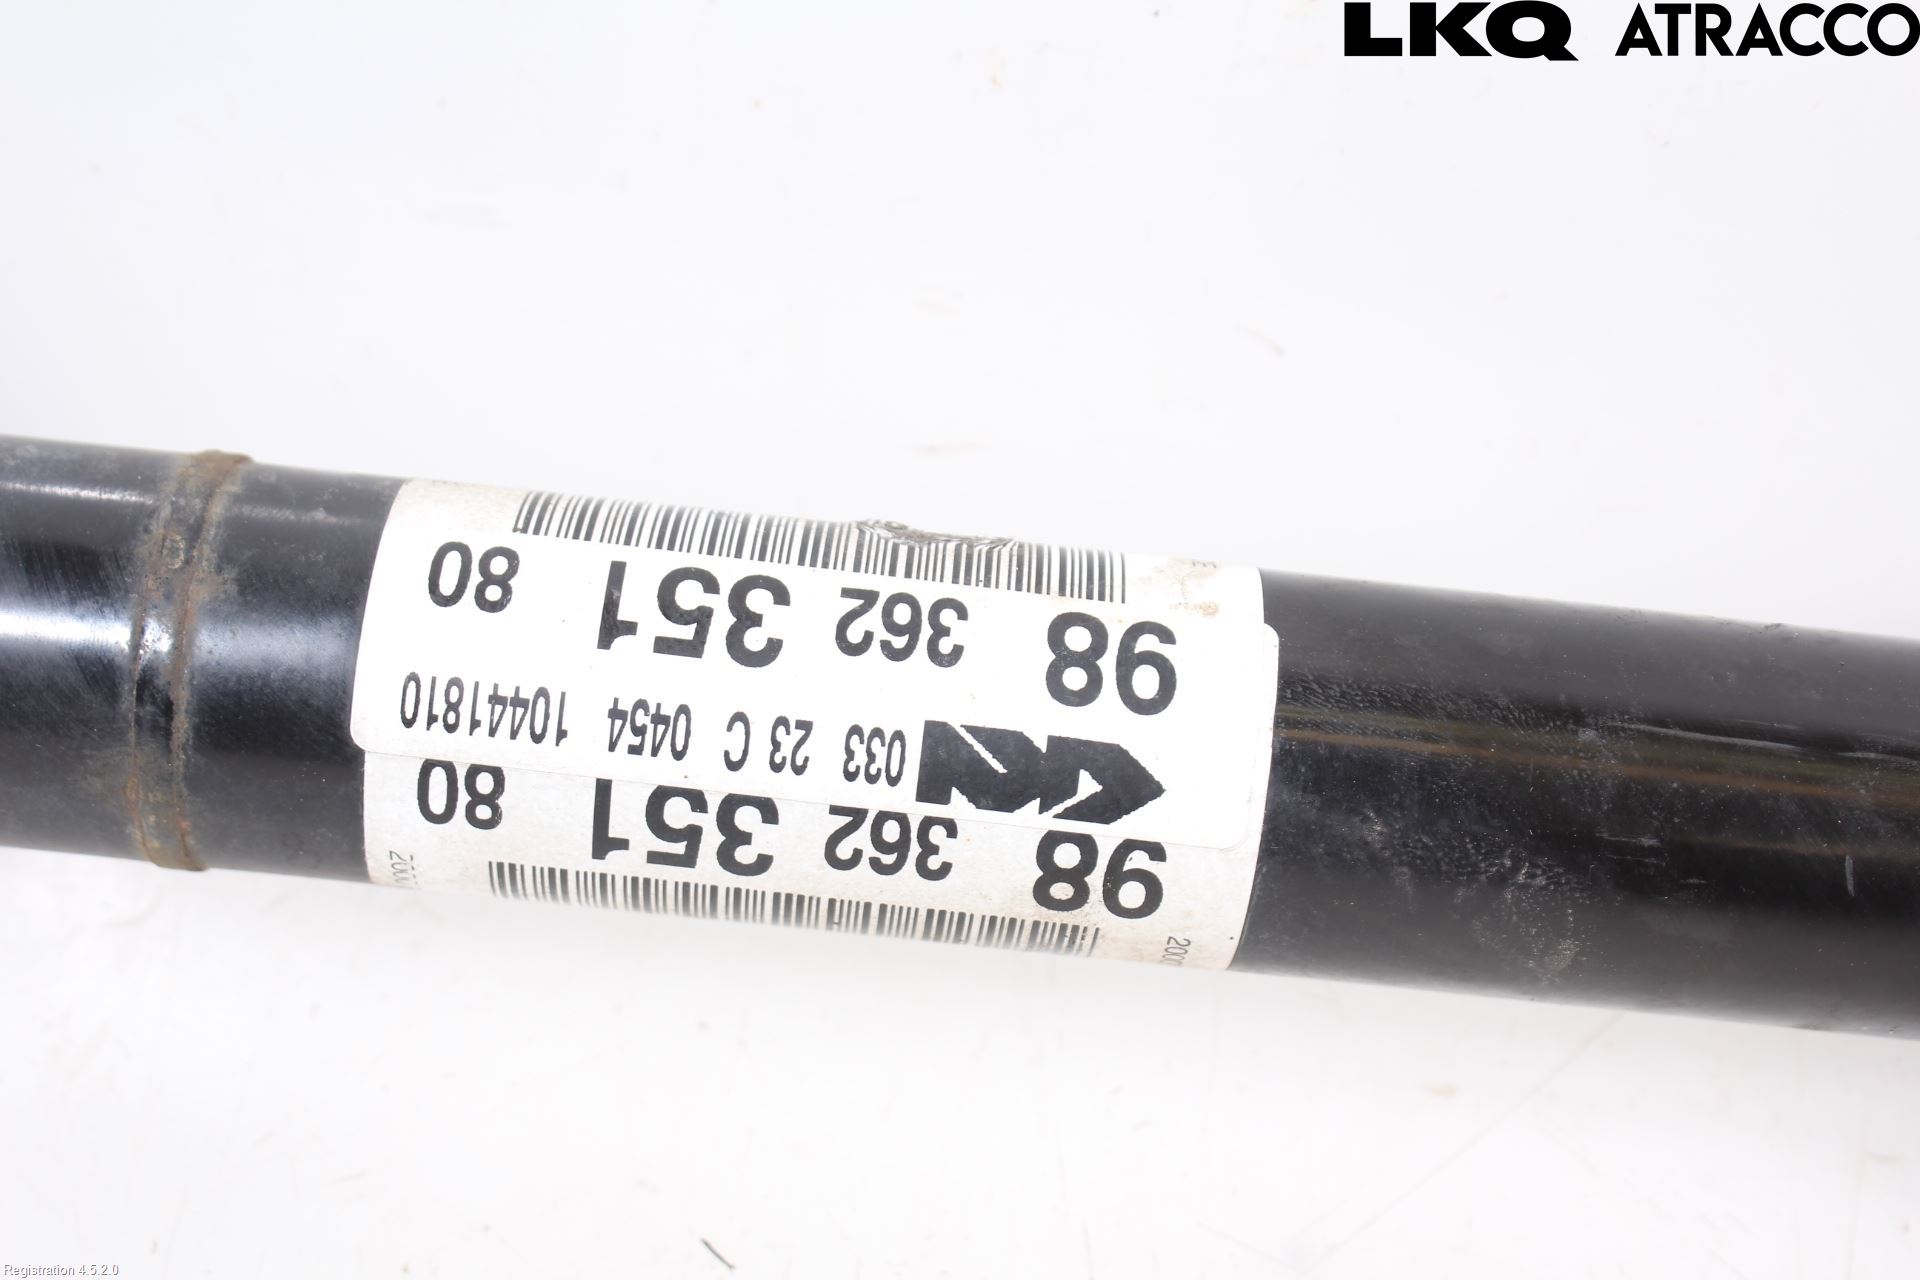 LKQ ATRACCO
98 362 351 80
033 23 C 0454 10441810
98 362 351 80
Registration 4.5.2.0